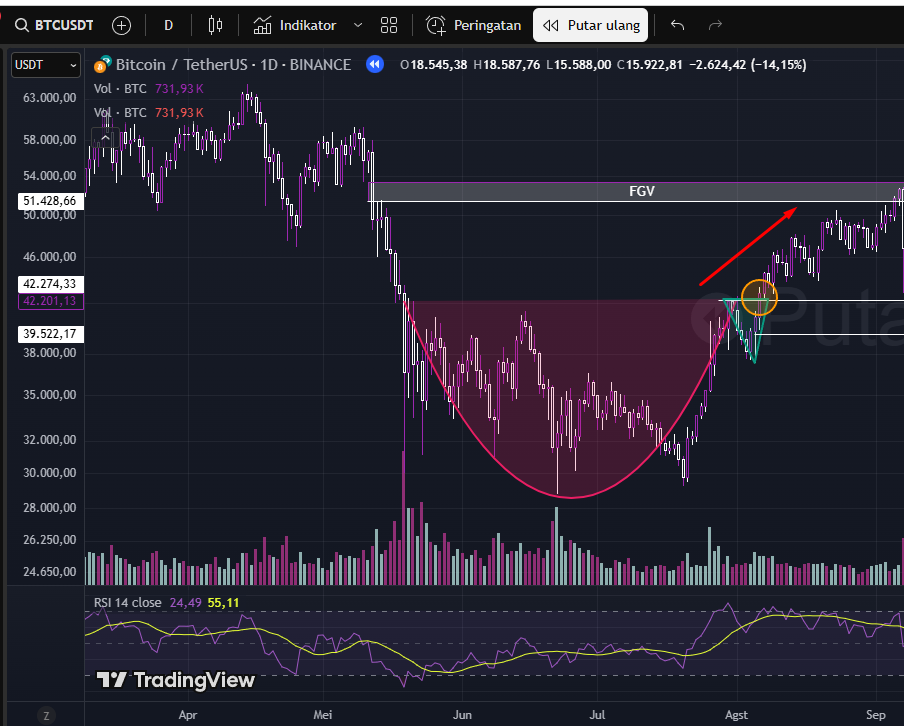 BTCUSDT D Indikator Peringatan Putar ulang
USDT
Bitcoin / TetherUS · 1D · BINANCE O18.545,38 H18.587,76 L15.588,00 C15.922,81 −2.624,42 (−14,15%)
Vol · BTC 731,93 K
Vol · BTC 731,93 K
63.000,00
58.000,00
54.000,00
FGV
51.428,66
50.000,00
46.000,00
42.274,33
42.201,13
Puta
39.522,17
38.000,00
35.000,00
32.000,00
30.000,00
28.000,00
26.250,00
24.650,00
RSI 14 close 24,49 55,11
TradingView
Z Apr Mei Jun Jul Agst Sep